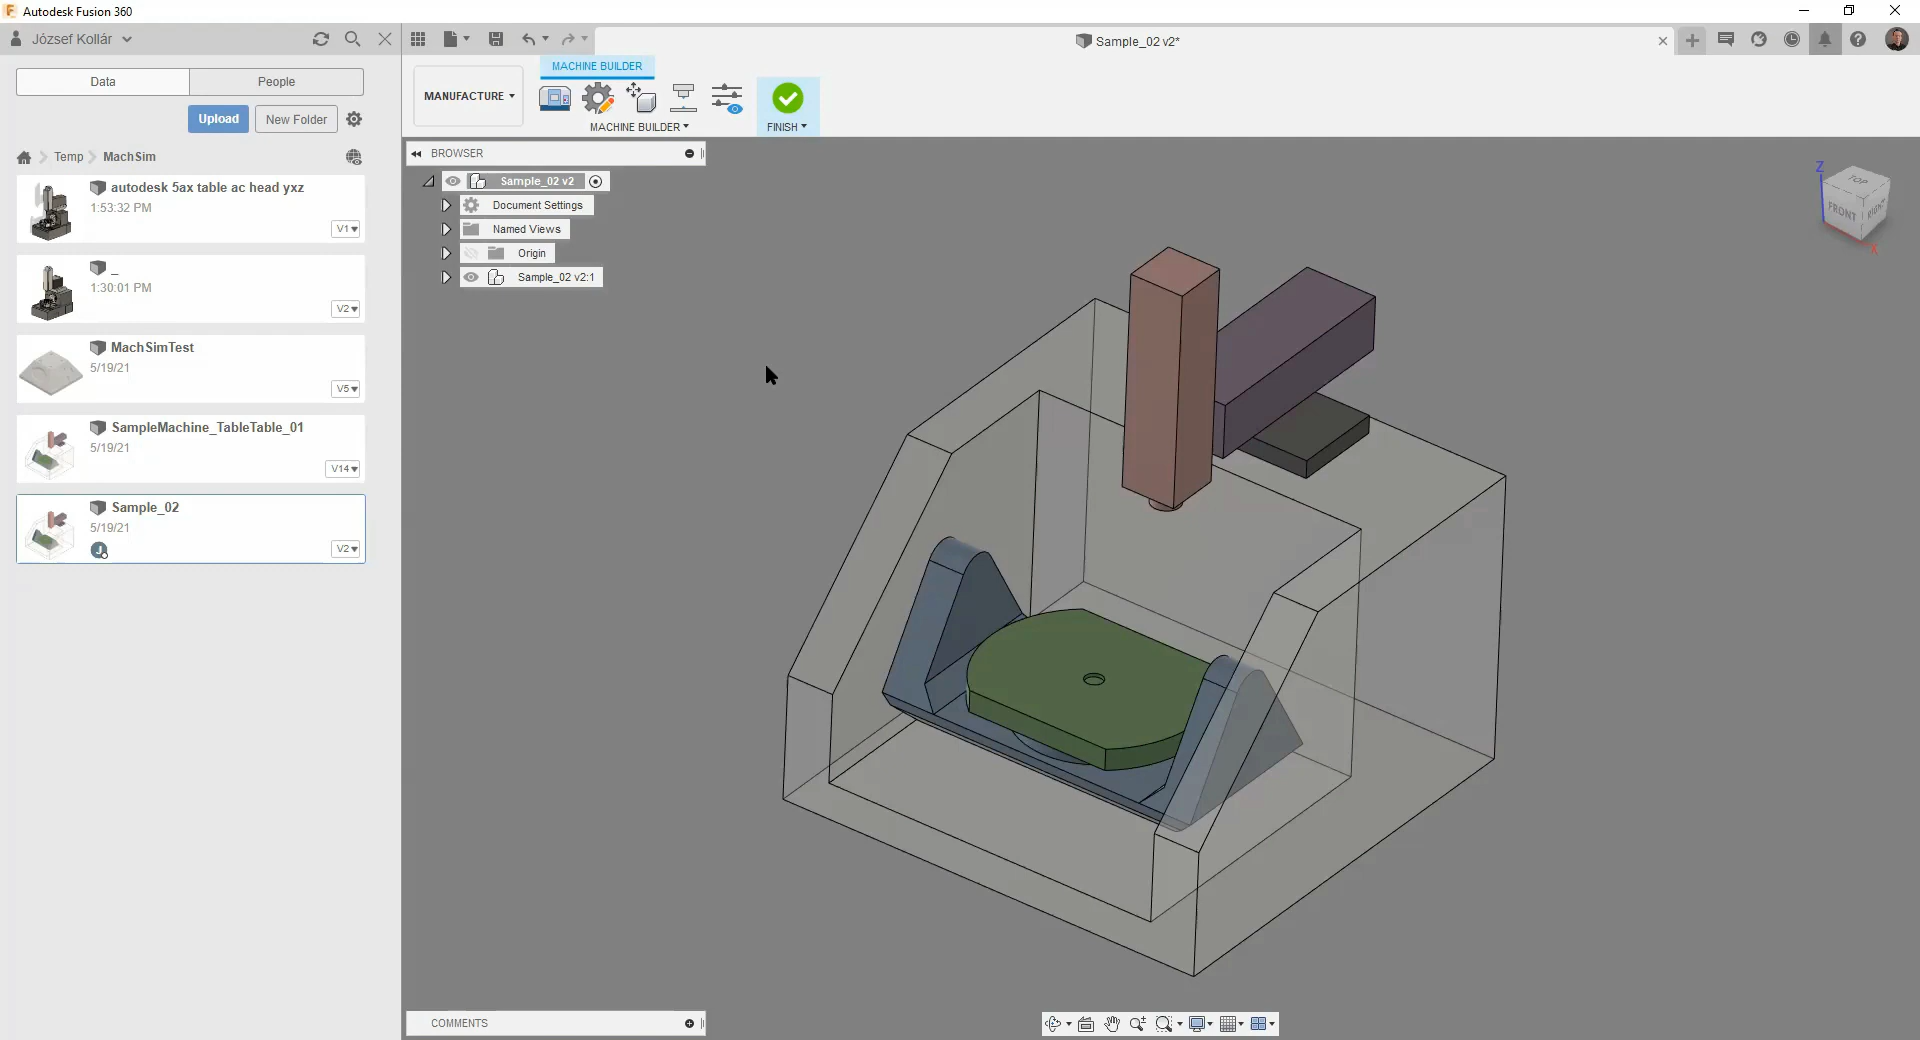 Autodesk Fusion 360
József Kollár
Sample_02 v2*
Data
People
Upload
New Folder
Temp
MachSim
autodesk 5ax table ac head yxz
1:53:32 PM
V1
_
1:30:01 PM
V2
MachSimTest
5/19/21
V5
SampleMachine_TableTable_01
5/19/21
V14
Sample_02
5/19/21
J
V2
MACHINE BUILDER
MANUFACTURE
MACHINE BUILDER
FINISH
BROWSER
Sample_02 v2
Document Settings
Named Views
Origin
Sample_02 v2:1
Z
TOP
FRONT
RIGHT
X
COMMENTS